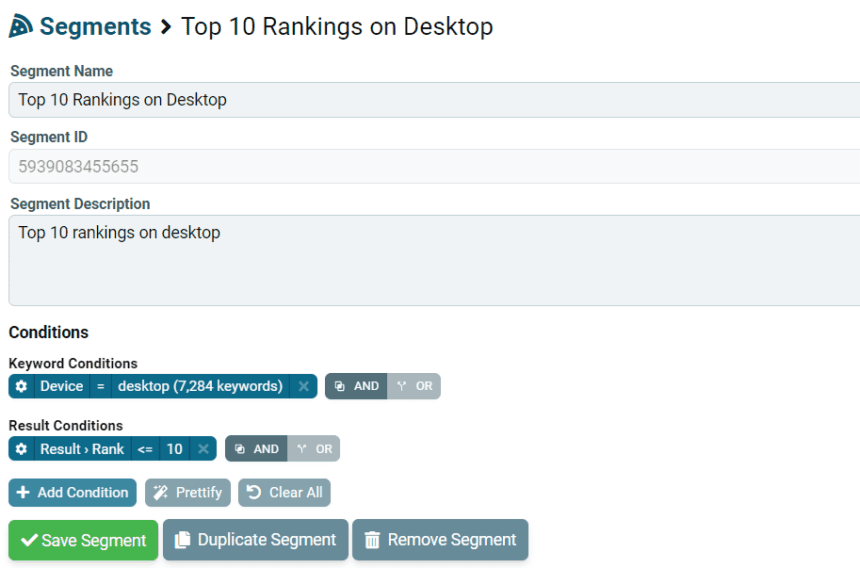 Segments > Top 10 Rankings on Desktop
Segment Name
Top 10 Rankings on Desktop
Segment ID
5939083455655
Segment Description
Top 10 rankings on desktop
Conditions
Keyword Conditions
Device = desktop (7,284 keywords) × AND OR
Result Conditions
Result › Rank <= 10 × AND OR
+ Add Condition Prettify Clear All
Save Segment Duplicate Segment Remove Segment